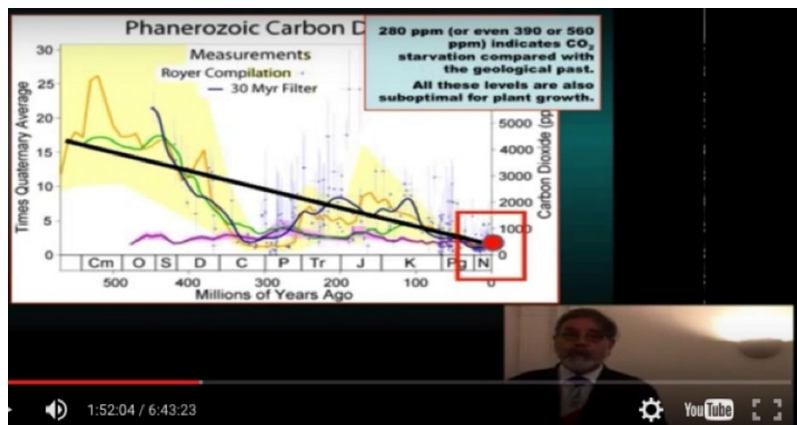 Phanerozoic Carbon D
280 ppm (or even 390 or 560
ppm) indicates CO₂
starvation compared with
the geological past.
All these levels are also
suboptimal for plant growth.
Measurements
Royer Compilation
30 Myr Filter
Times Quaternary Average
30
25
20
15
10
5
0
5000
4000
3000
2000
1000
0
Carbon Dioxide (pp
Cm O S D C P Tr J K Pg N
500 400 300 200 100 0
Millions of Years Ago
1:52:04 / 6:43:23
YouTube